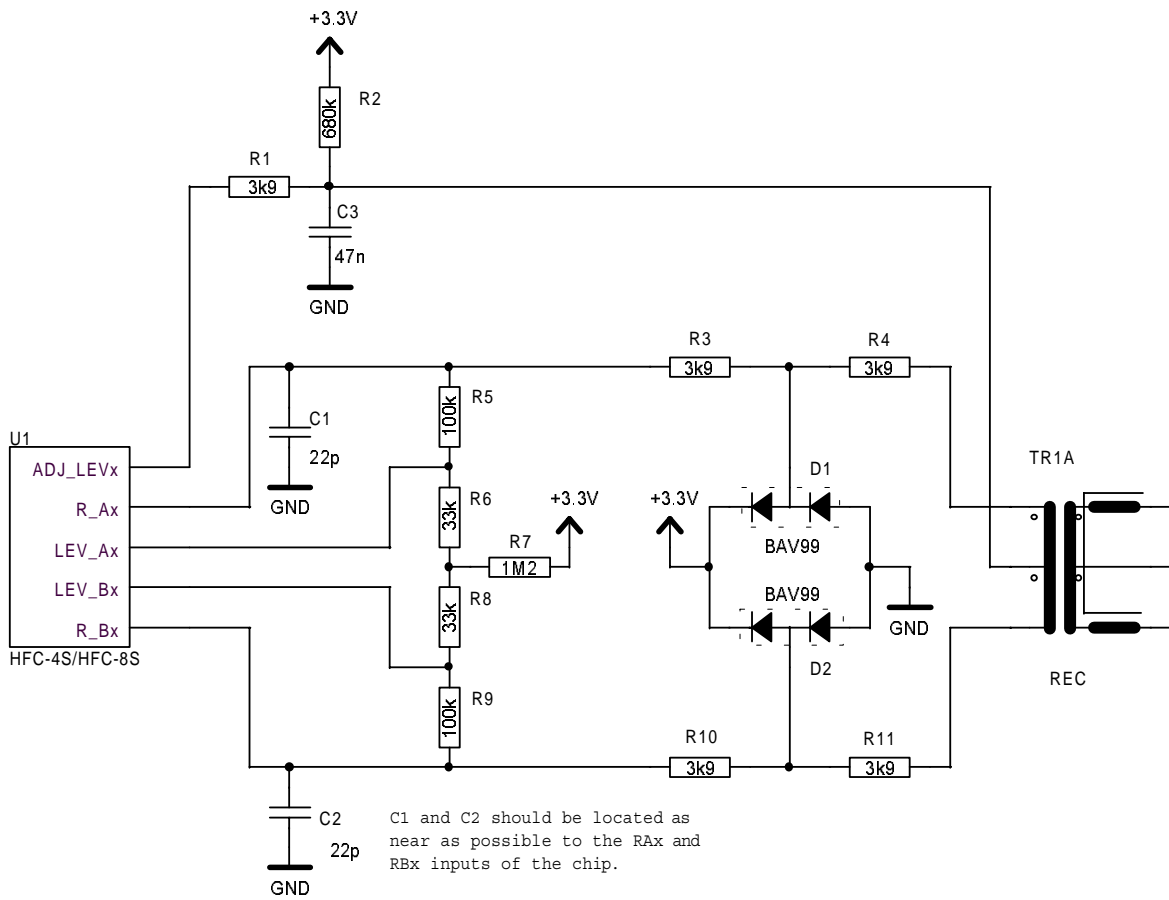 +3.3V
R2
680k
R1
3k9
C3
47n
GND
R3
3k9
R4
3k9
R5
100k
C1
22p
GND
U1
ADJ_LEVx
R_Ax
LEV_Ax
LEV_Bx
R_Bx
HFC-4S/HFC-8S
R6
33k
+3.3V
R7
1M2
R8
33k
R9
100k
+3.3V
D1
BAV99
BAV99
D2
GND
TR1A
REC
R10
3k9
R11
3k9
C2
22p
GND
C1 and C2 should be located as
near as possible to the RAx and
RBx inputs of the chip.